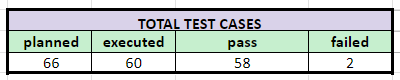 TOTAL TEST CASES
planned executed pass failed
66 60 58 2